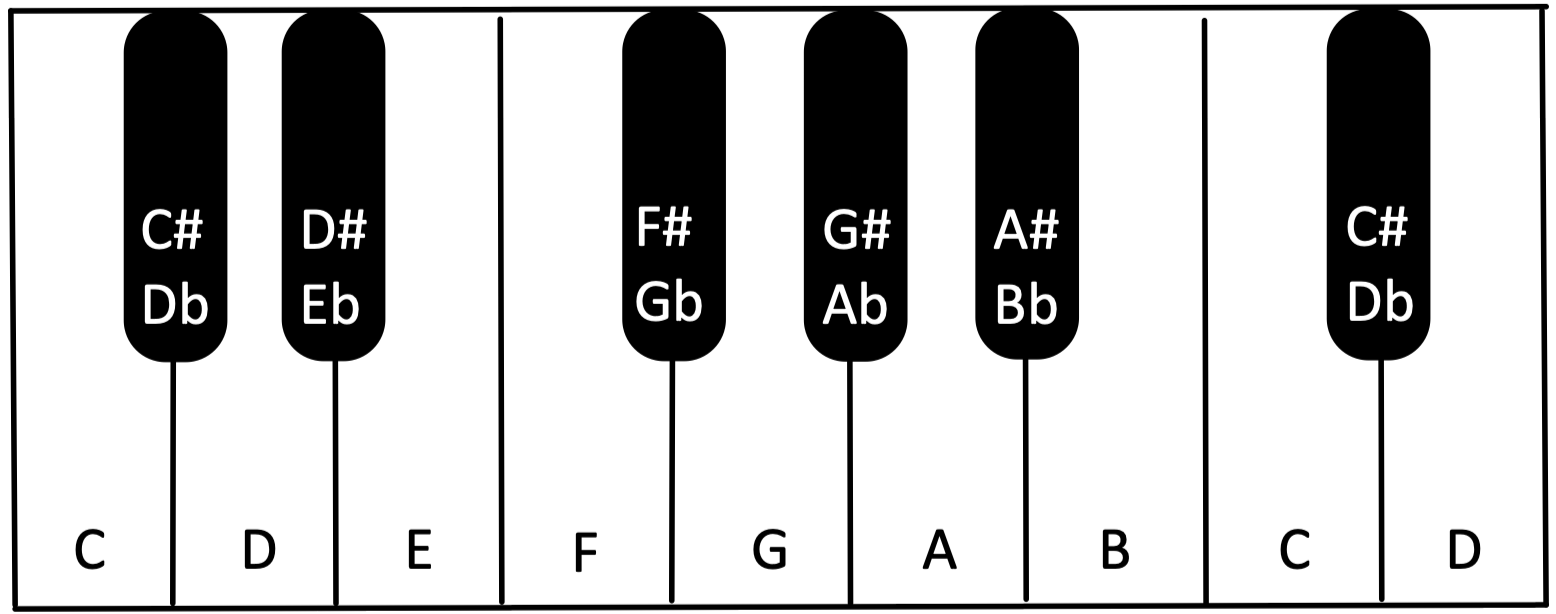 C# D# F# G# A# C#
Db Eb Gb Ab Bb Db
C D E F G A B C D